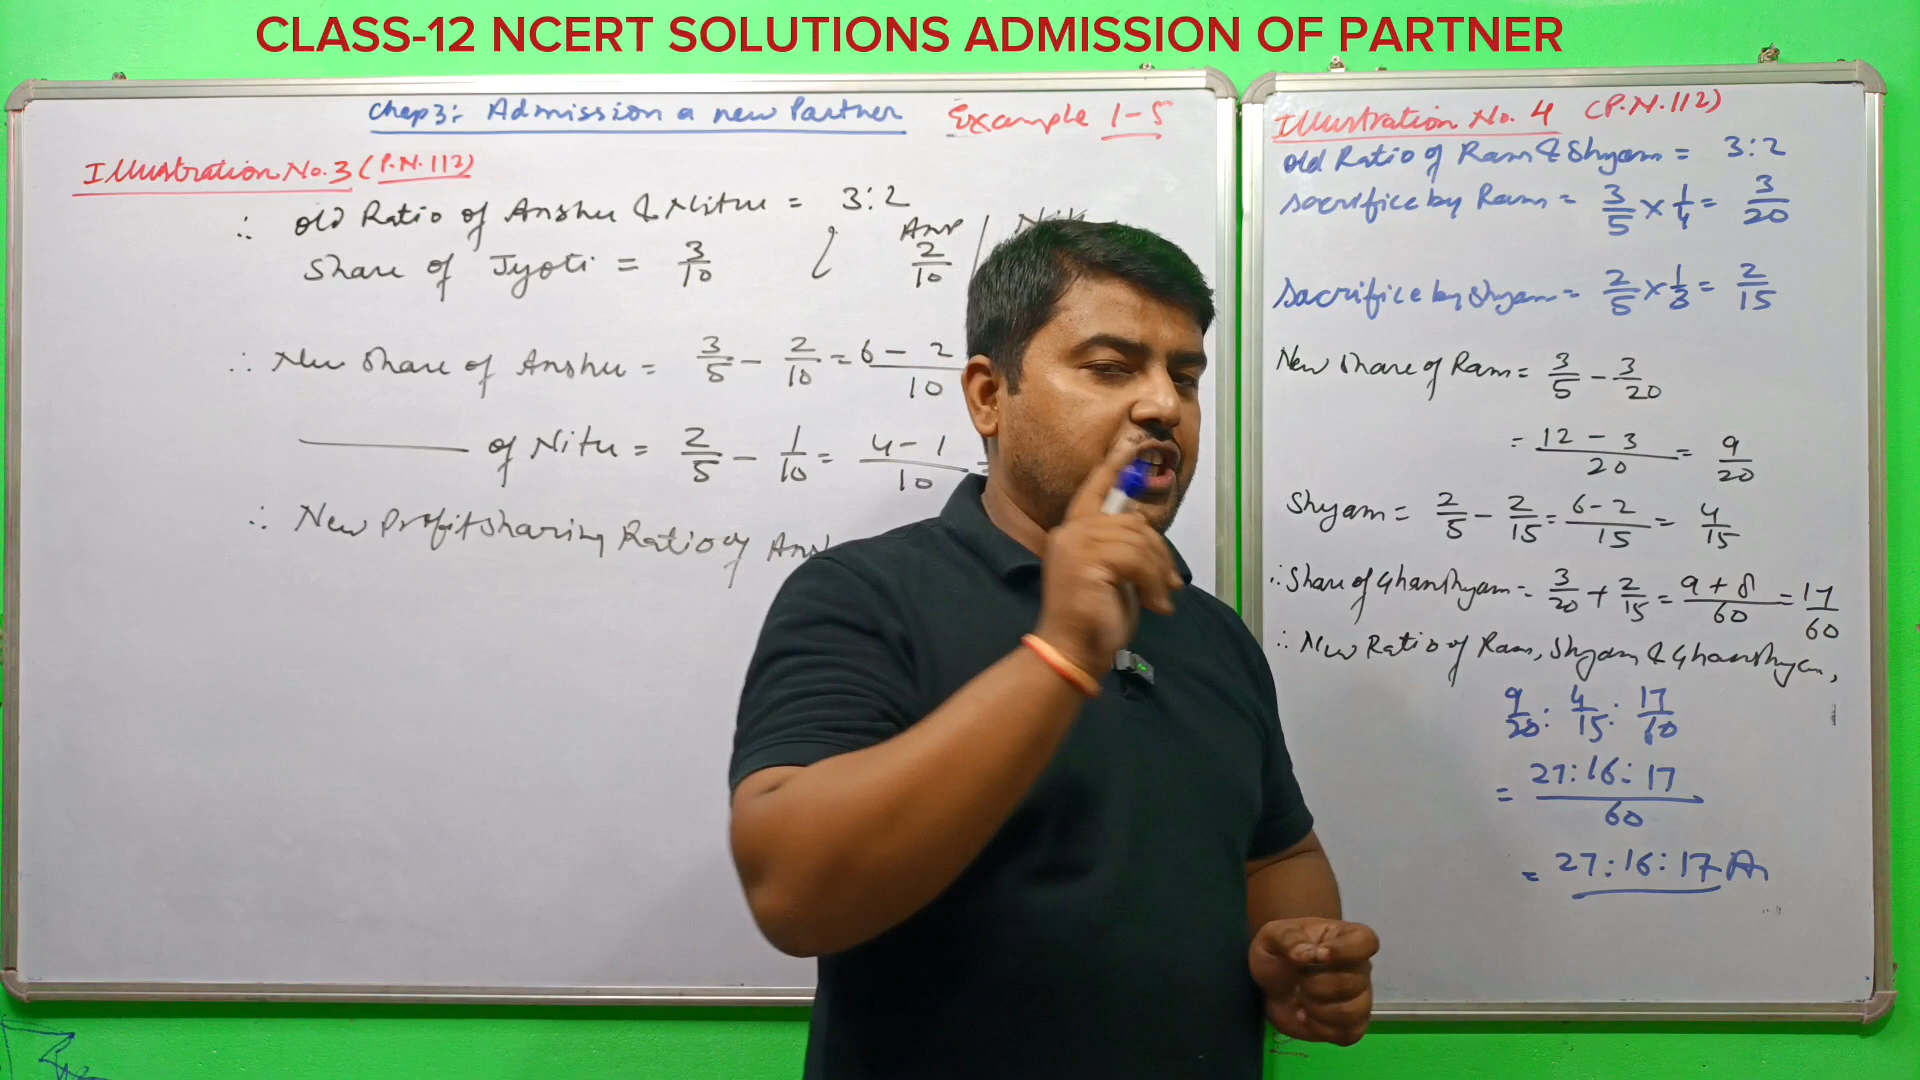 CLASS-12 NCERT SOLUTIONS ADMISSION OF PARTNER
Chap 3: Admission a new Partner Example 1-5
Illustration No. 3 (P.N. 112)
∴ Old Ratio of Anshu & Nitu = 3:2
Share of Jyoti = 3/10 ( Ans 2/10 /
∴ New Share of Anshu = 3/5 - 2/10 = 6 - 2/10
of Nitu = 2/5 - 1/10 = 4 - 1/10 =
∴ New Profit Sharing Ratio of
Illustration No. 4 (P.N. 112)
Old Ratio of Ram & Shyam = 3:2
Sacrifice by Ram = 3/5 × 1/4 = 3/20
Sacrifice by Shyam = 2/5 × 1/3 = 2/15
New Share of Ram = 3/5 - 3/20
= 12 - 3/20 = 9/20
Shyam = 2/5 - 2/15 = 6 - 2/15 = 4/15
∴ Share of Ghanshyam = 3/20 + 2/15 = 9 + 8/60 = 17/60
∴ New Ratio of Ram, Shyam & Ghanshyam,
9/20 : 4/15 : 17/60
= 27:16:17/60
= 27:16:17 A